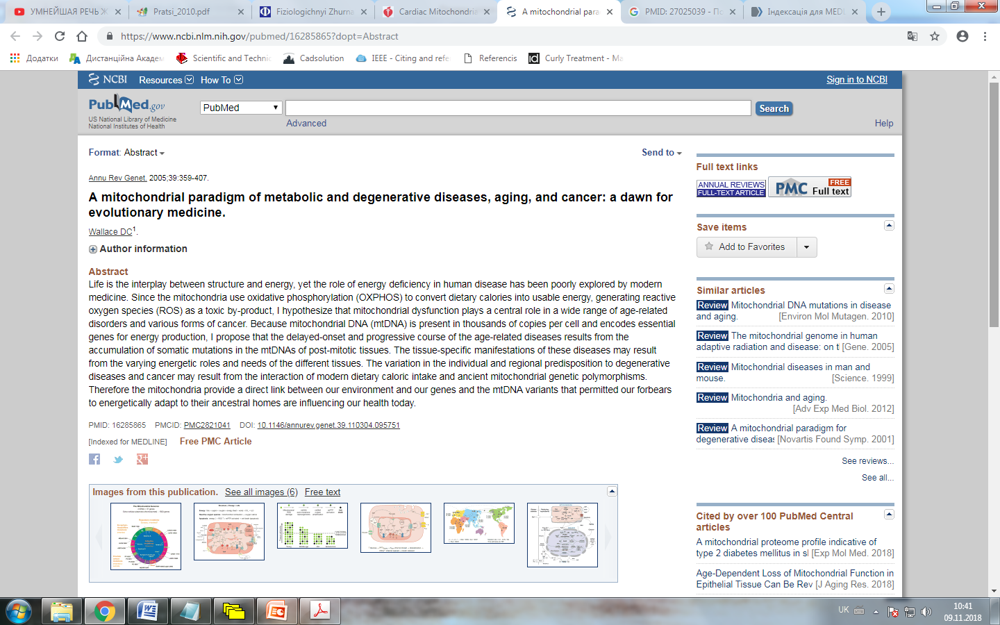 УМНЕЙШАЯ РЕЧЬ Ж
Pratsi_2010.pdf
Fiziologichnyi Zhurna
Cardiac Mitochondria
A mitochondrial para
PMID: 27025039 - По
Індексація для MEDL
https://www.ncbi.nlm.nih.gov/pubmed/16285865?dopt=Abstract
Додатки
Дистанційна Академ
Scientific and Technic
Cadsolution
IEEE - Citing and refe
Referencis
Curly Treatment - Ma
NCBI Resources How To Sign in to NCBI
PubMed.gov
US National Library of Medicine
National Institutes of Health
PubMed
Search
Advanced
Help
Format: Abstract
Send to
Annu Rev Genet. 2005;39:359-407.
A mitochondrial paradigm of metabolic and degenerative diseases, aging, and cancer: a dawn for
evolutionary medicine.
Wallace DC1.
Author information
Abstract
Life is the interplay between structure and energy, yet the role of energy deficiency in human disease has been poorly explored by modern
medicine. Since the mitochondria use oxidative phosphorylation (OXPHOS) to convert dietary calories into usable energy, generating reactive
oxygen species (ROS) as a toxic by-product, I hypothesize that mitochondrial dysfunction plays a central role in a wide range of age-related
disorders and various forms of cancer. Because mitochondrial DNA (mtDNA) is present in thousands of copies per cell and encodes essential
genes for energy production, I propose that the delayed-onset and progressive course of the age-related diseases results from the
accumulation of somatic mutations in the mtDNAs of post-mitotic tissues. The tissue-specific manifestations of these diseases may result
from the varying energetic roles and needs of the different tissues. The variation in the individual and regional predisposition to degenerative
diseases and cancer may result from the interaction of modern dietary caloric intake and ancient mitochondrial genetic polymorphisms.
Therefore the mitochondria provide a direct link between our environment and our genes and the mtDNA variants that permitted our forbears
to energetically adapt to their ancestral homes are influencing our health today.
PMID: 16285865 PMCID: PMC2821041 DOI: 10.1146/annurev.genet.39.110304.095751
[Indexed for MEDLINE] Free PMC Article
Images from this publication. See all images (6) Free text
Full text links
ANNUAL REVIEWS
FULL-TEXT ARTICLE
PMC FREE
Full text
Save items
Add to Favorites
Similar articles
Review Mitochondrial DNA mutations in disease
and aging. [Environ Mol Mutagen. 2010]
Review The mitochondrial genome in human
adaptive radiation and disease: on t [Gene. 2005]
Review Mitochondrial diseases in man and
mouse. [Science. 1999]
Review Mitochondria and aging.
[Adv Exp Med Biol. 2012]
Review A mitochondrial paradigm for
degenerative diseas [Novartis Found Symp. 2001]
See reviews...
See all...
Cited by over 100 PubMed Central
articles
A mitochondrial proteome profile indicative of
type 2 diabetes mellitus in sl [Exp Mol Med. 2018]
Age-Dependent Loss of Mitochondrial Function in
Epithelial Tissue Can Be Rev [J Aging Res. 2018]
UK
10:41
09.11.2018